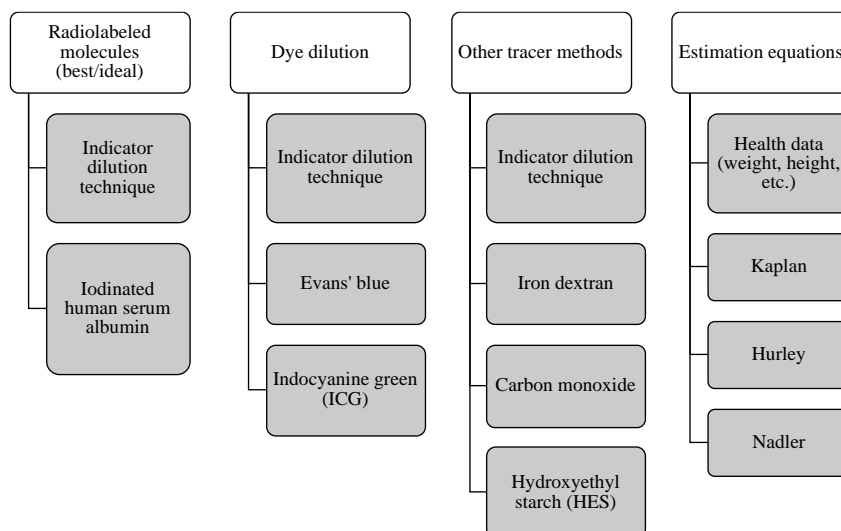 Radiolabeled
molecules
(best/ideal)
Indicator
dilution
technique
Iodinated
human serum
albumin
Dye dilution
Indicator dilution
technique
Evans' blue
Indocyanine green
(ICG)
Other tracer methods
Indicator dilution
technique
Iron dextran
Carbon monoxide
Hydroxyethyl
starch (HES)
Estimation equations
Health data
(weight, height,
etc.)
Kaplan
Hurley
Nadler